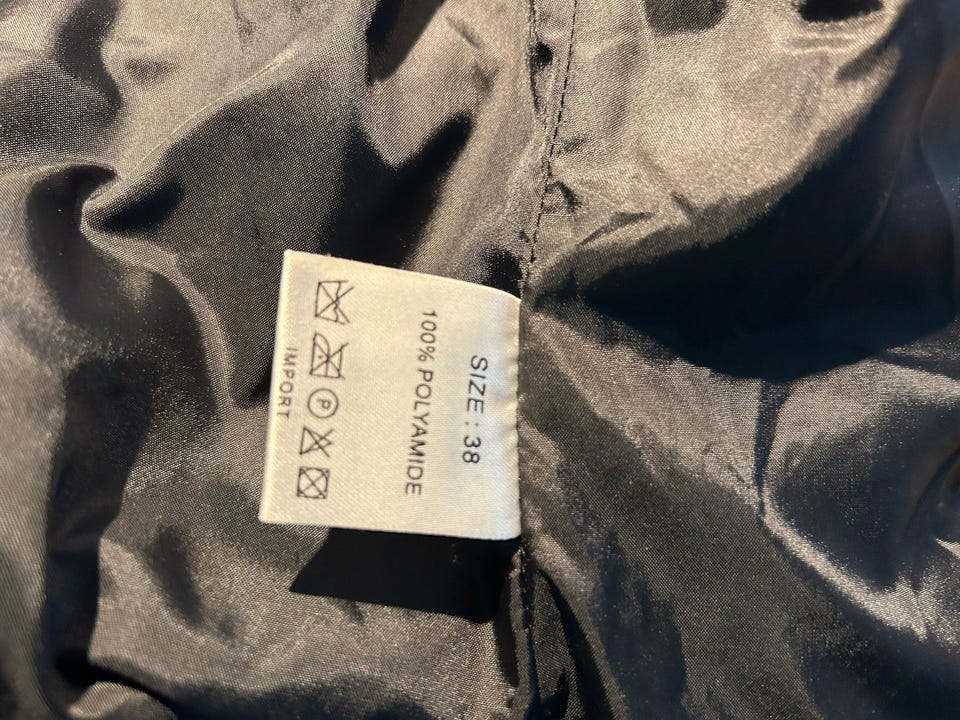 SIZE : 38
100% POLYAMIDE
P
IMPORT